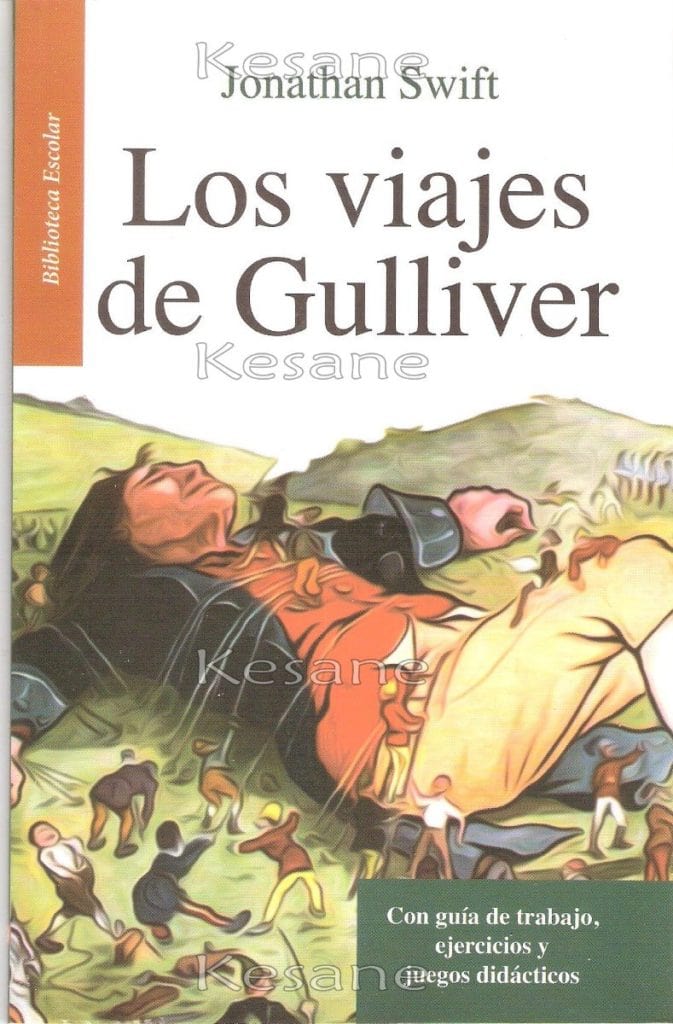 Kesane
Jonathan Swift
Biblioteca Escolar
Los viajes
de Gulliver
Kesane
Kesane
Con guía de trabajo,
ejercicios y
juegos didácticos
Kesane